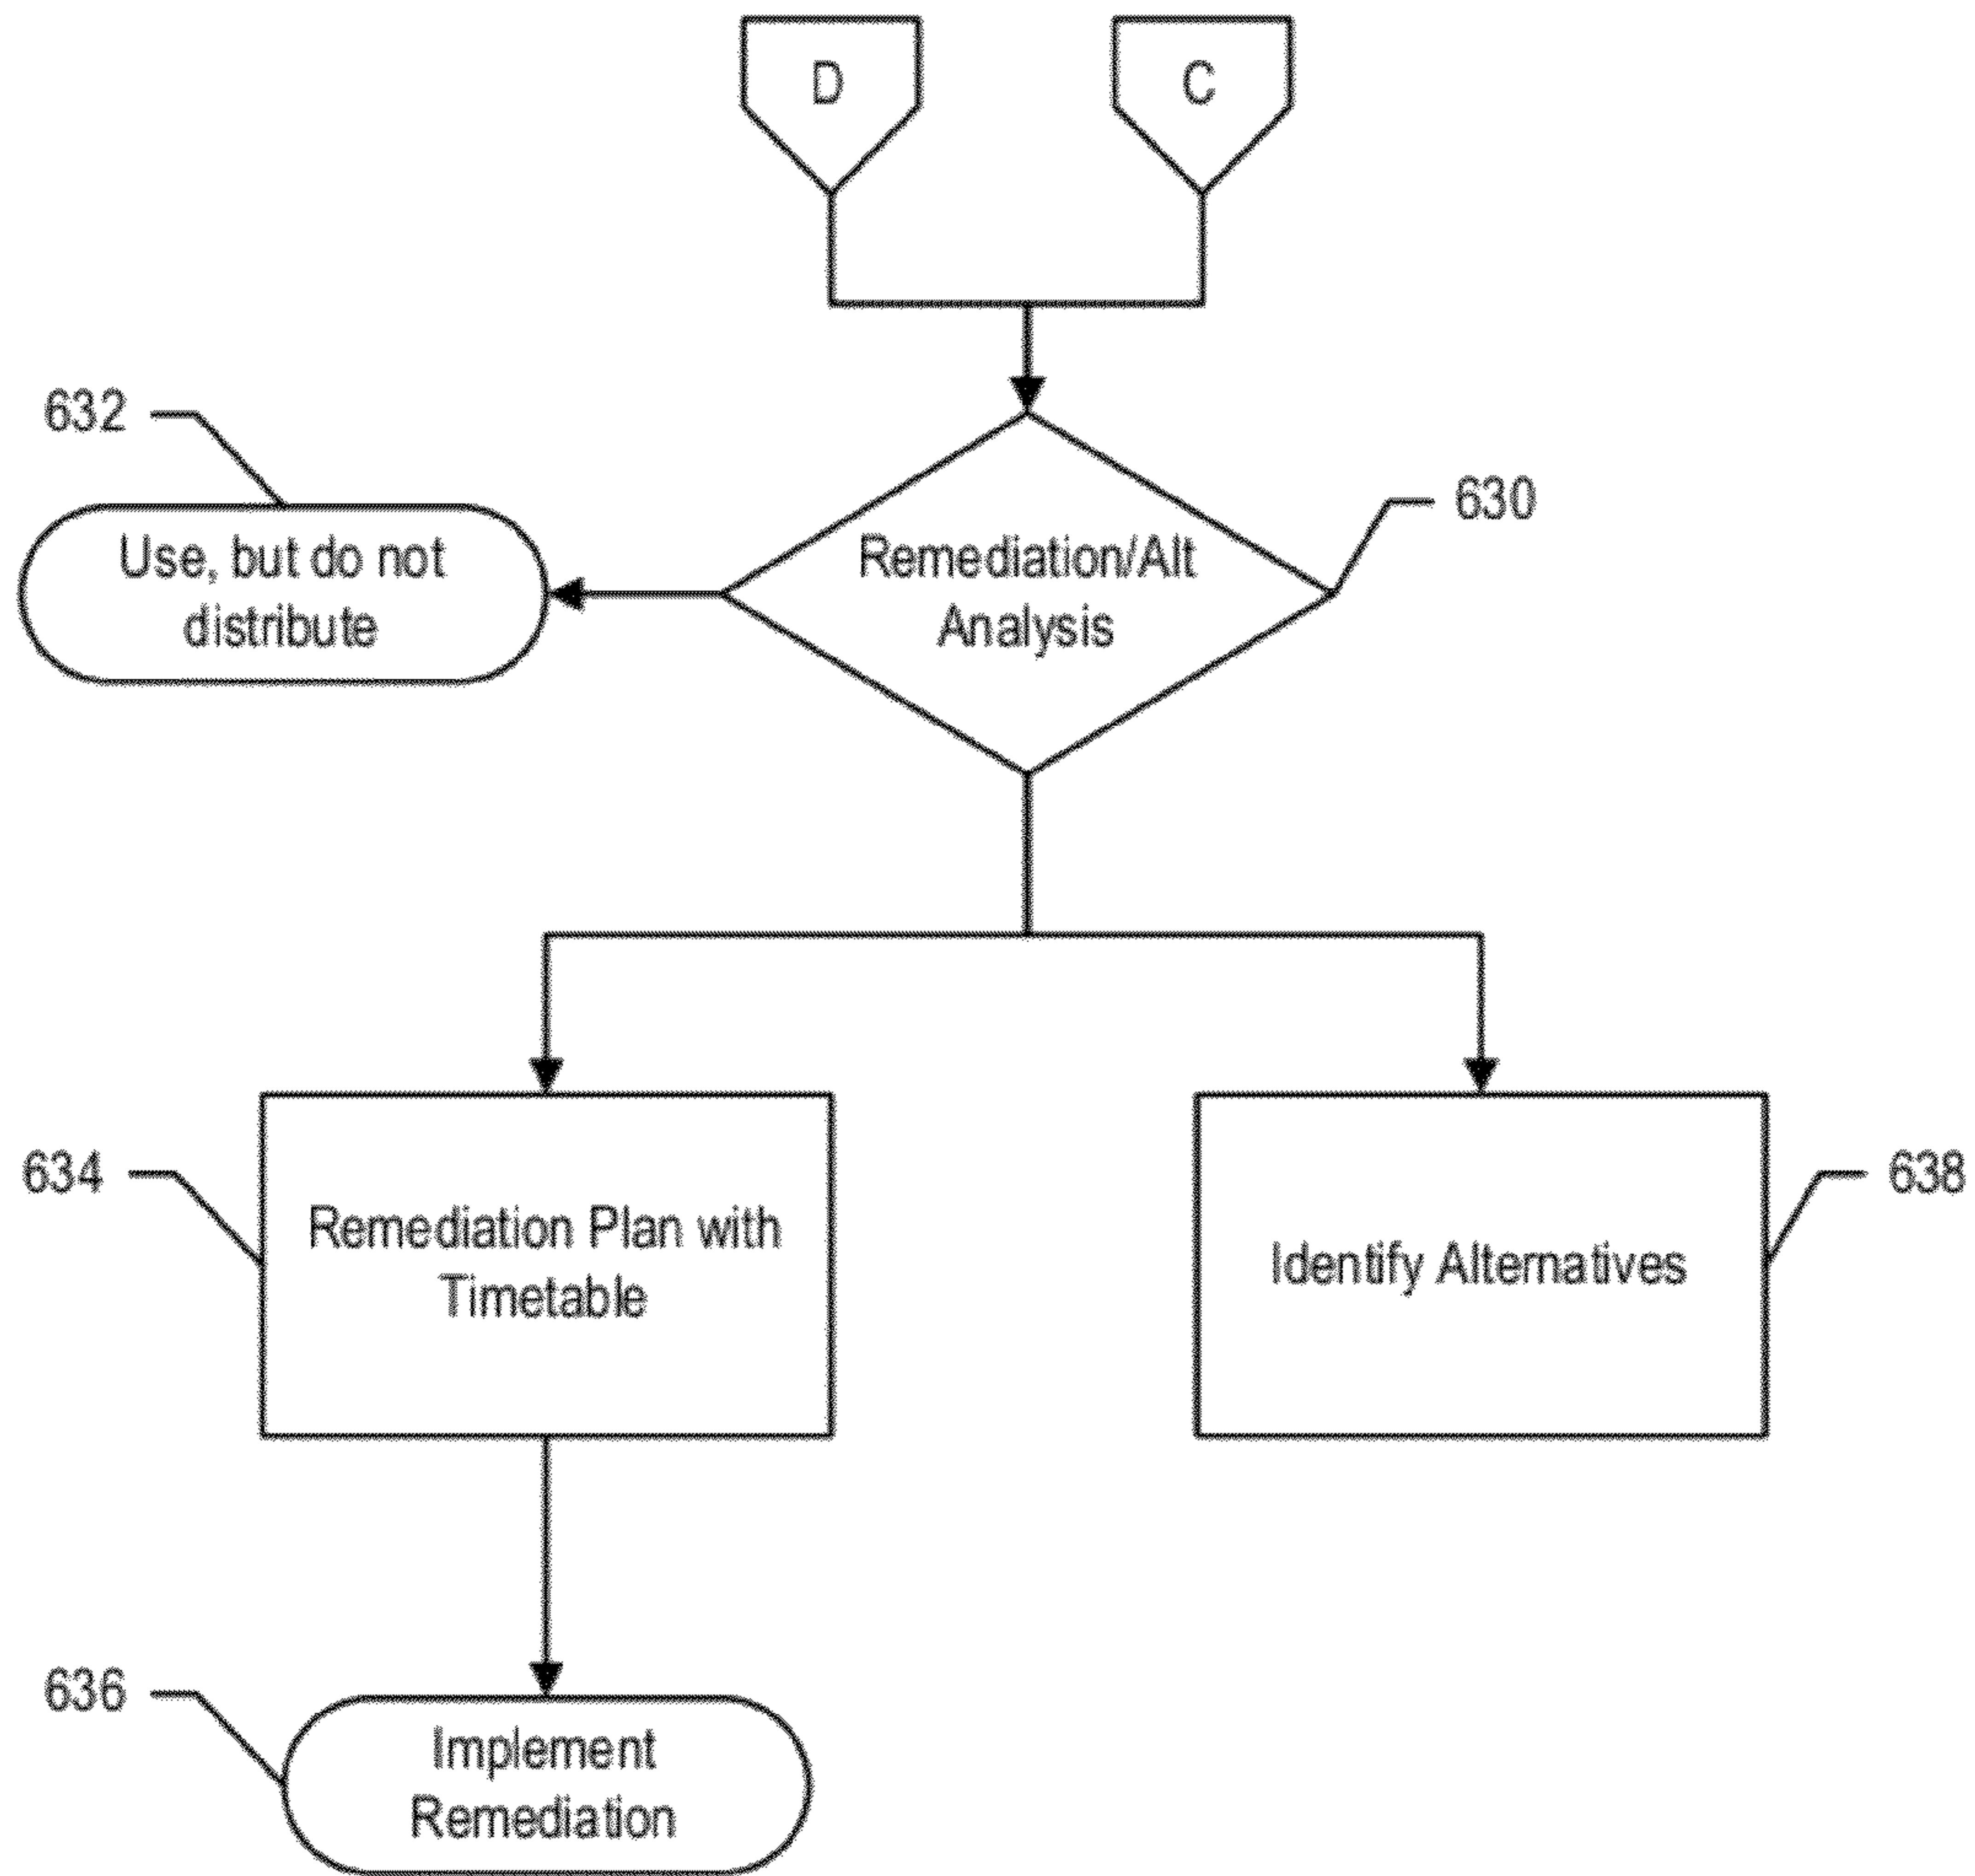 D
C
632
630
Use, but do not
distribute
Remediation/Alt
Analysis
634
638
Remediation Plan with
Timetable
Identify Alternatives
636
Implement
Remediation